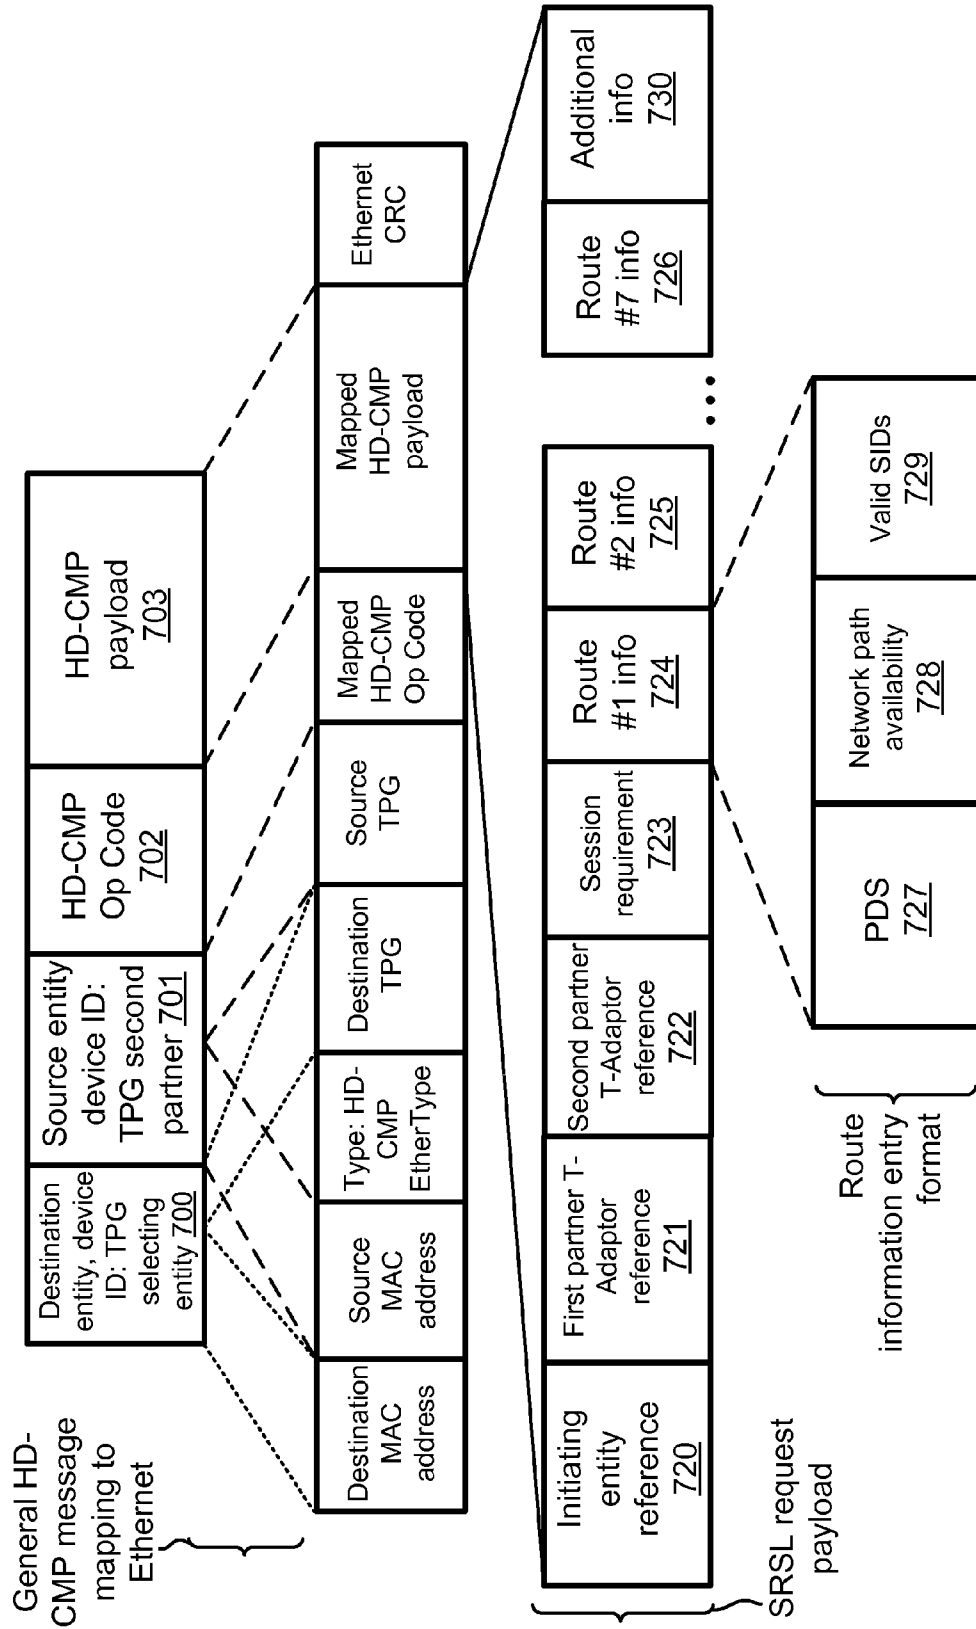 General HD-
CMP message
mapping to
Ethernet
Destination
entity, device
ID: TPG
selecting
entity 700
Source entity
device ID:
TPG second
partner 701
HD-CMP
Op Code
702
HD-CMP
payload
703
Destination
MAC
address
Source
MAC
address
Type: HD-
CMP
EtherType
Destination
TPG
Source
TPG
Mapped
HD-CMP
Op Code
Mapped
HD-CMP
payload
Ethernet
CRC
Initiating
entity
reference
720
First partner T-
Adaptor
reference
721
Second partner
T-Adaptor
reference
722
Session
requirement
723
Route
#1 info
724
Route
#2 info
725
...
Route
#7 info
726
Additional
info
730
SRSL request
payload
Route
information entry
format
PDS
727
Network path
availability
728
Valid SIDs
729